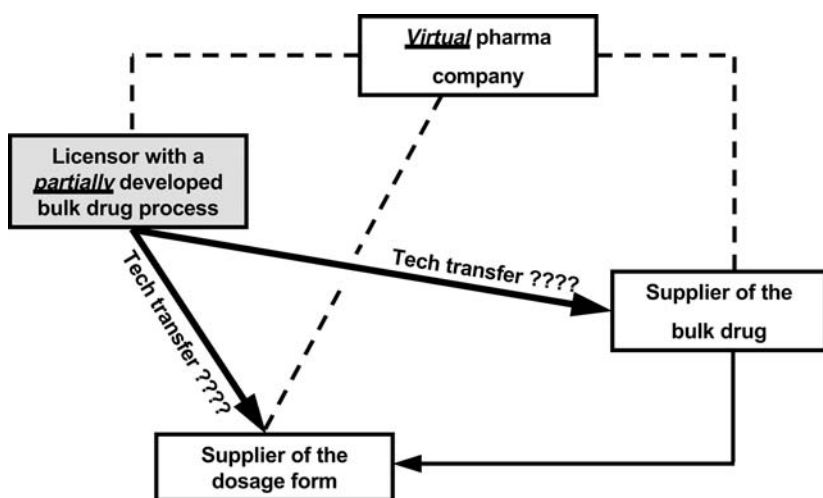 Virtual pharma
company
Licensor with a
partially developed
bulk drug process
Tech transfer ????
Tech transfer ????
Supplier of the
bulk drug
Supplier of the
dosage form